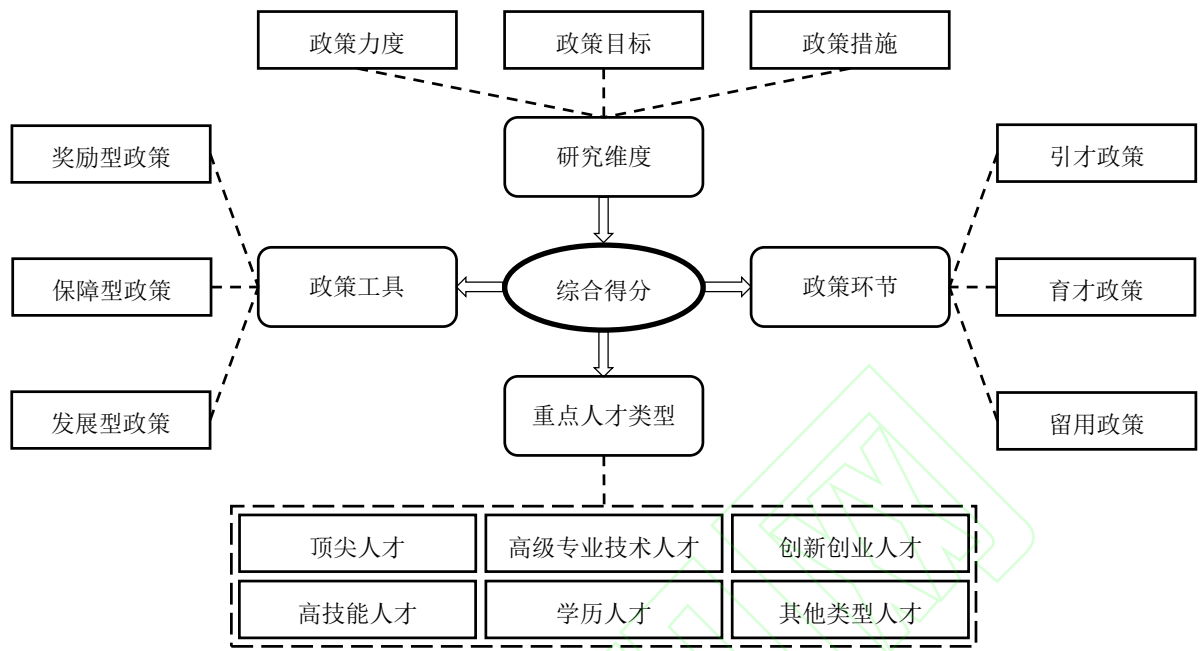 政策力度
政策目标
政策措施
研究维度
奖励型政策
引才政策
保障型政策
政策工具
综合得分
政策环节
育才政策
发展型政策
重点人才类型
留用政策
顶尖人才
高级专业技术人才
创新创业人才
高技能人才
学历人才
其他类型人才